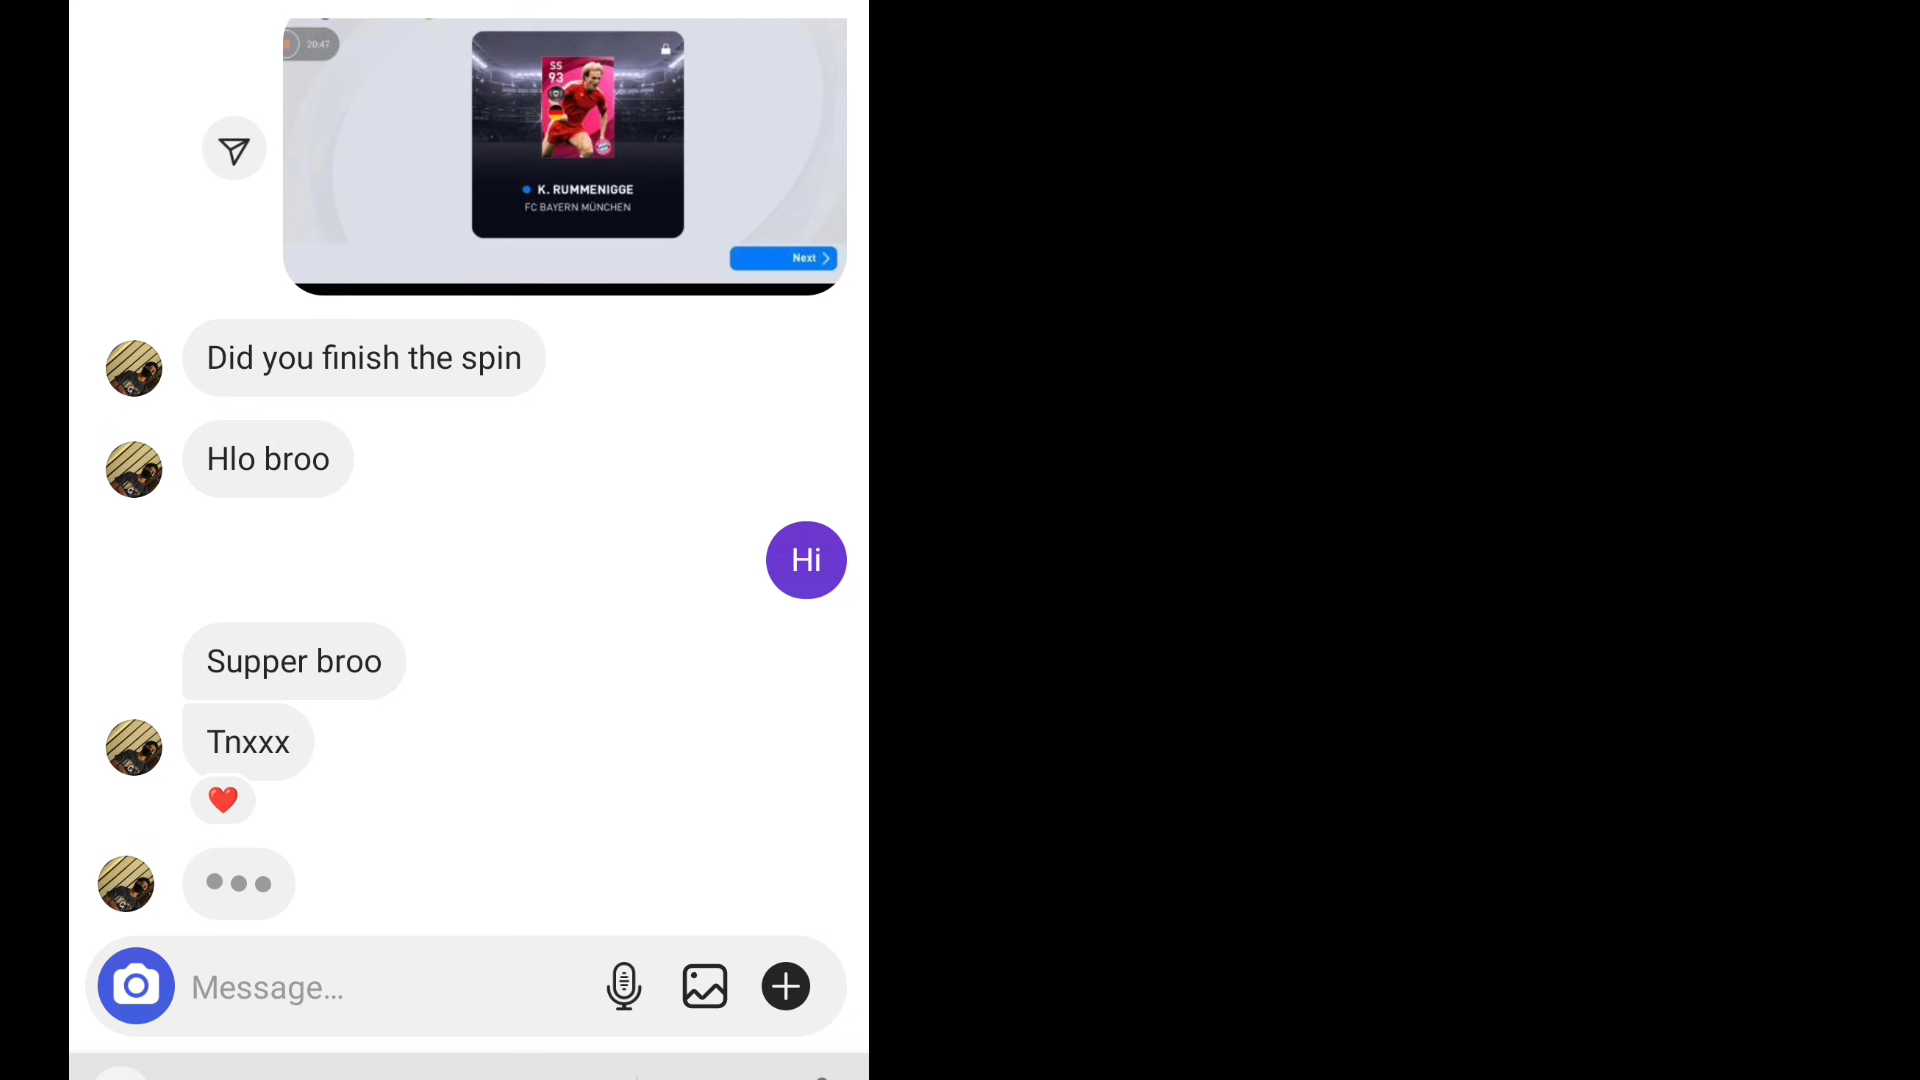 20:47
SS
93
K. RUMMENIGGE
FC BAYERN MÜNCHEN
Next
Did you finish the spin
Hlo broo
Hi
Supper broo
Tnxxx
Message...